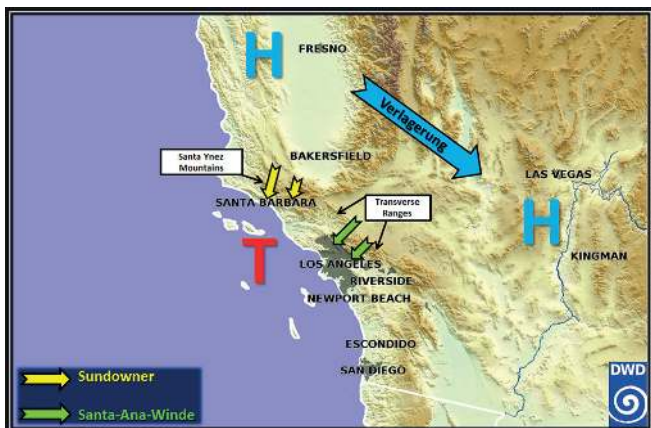 H
FRESNO
Verlagerung
Santa Ynez
Mountains
BAKERSFIELD
LAS VEGAS
SANTA BARBARA
Transverse
Ranges
H
T
LOS ANGELES
KINGMAN
RIVERSIDE
NEWPORT BEACH
ESCONDIDO
SAN DIEGO
Sundowner
Santa-Ana-Winde
DWD